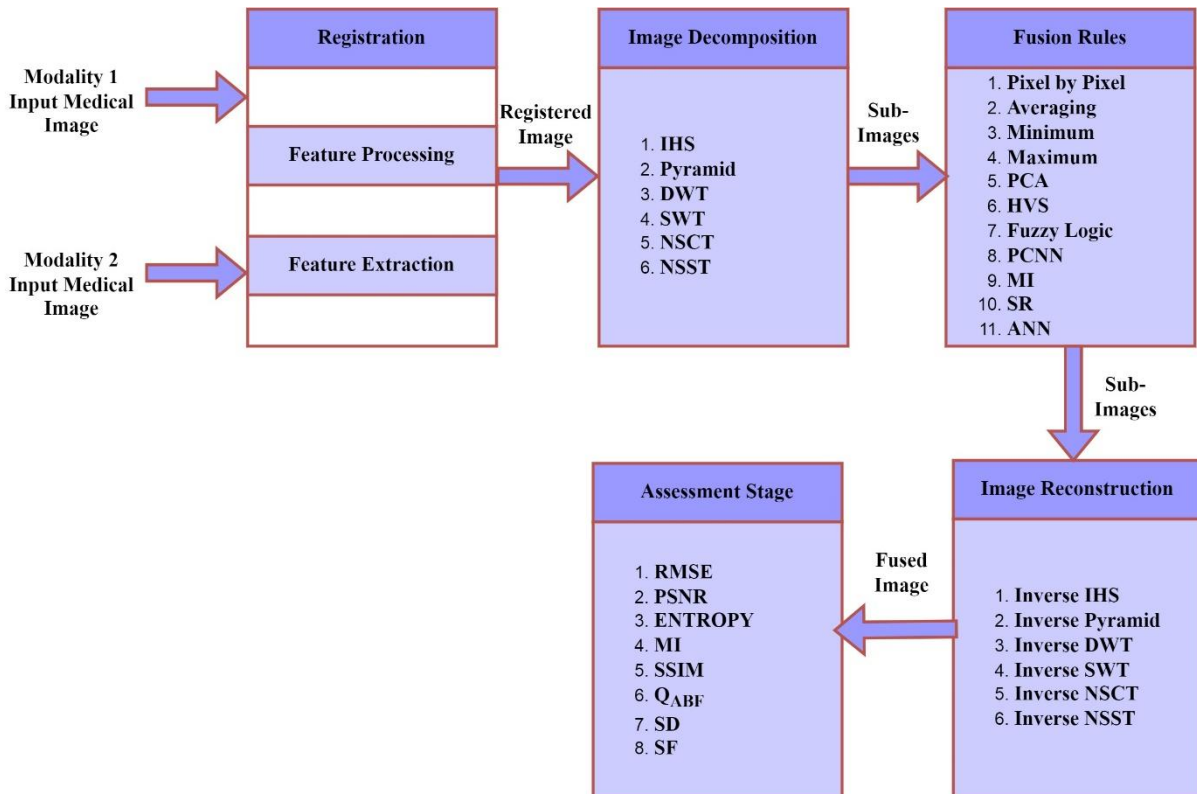 Modality 1
Input Medical
Image
Modality 2
Input Medical
Image
Registration
Feature Processing
Feature Extraction
Registered
Image
Image Decomposition
1. IHS
2. Pyramid
3. DWT
4. SWT
5. NSCT
6. NSST
Sub-
Images
Fusion Rules
1. Pixel by Pixel
2. Averaging
3. Minimum
4. Maximum
5. PCA
6. HVS
7. Fuzzy Logic
8. PCNN
9. MI
10. SR
11. ANN
Sub-
Images
Image Reconstruction
1. Inverse IHS
2. Inverse Pyramid
3. Inverse DWT
4. Inverse SWT
5. Inverse NSCT
6. Inverse NSST
Fused
Image
Assessment Stage
1. RMSE
2. PSNR
3. ENTROPY
4. MI
5. SSIM
6. QABF
7. SD
8. SF